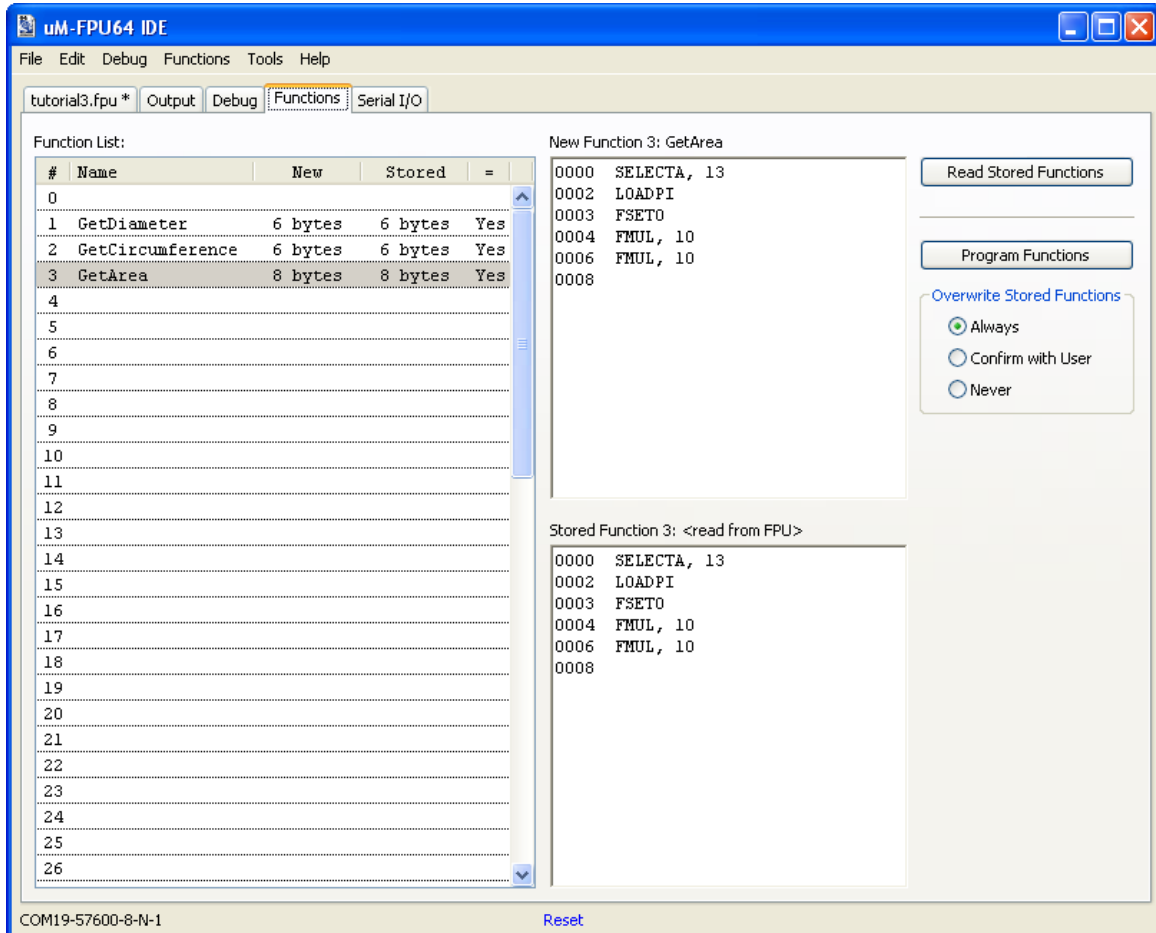 uM-FPU64 IDE
File Edit Debug Functions Tools Help
tutorial3.fpu * Output Debug Functions Serial I/O
Function List:
# Name New Stored =
0
1 GetDiameter 6 bytes 6 bytes Yes
2 GetCircumference 6 bytes 6 bytes Yes
3 GetArea 8 bytes 8 bytes Yes
4
5
6
7
8
9
10
11
12
13
14
15
16
17
18
19
20
21
22
23
24
25
26
New Function 3: GetArea
0000 SELECTA, 13
0002 LOADPI
0003 FSET0
0004 FMUL, 10
0006 FMUL, 10
0008
Stored Function 3: <read from FPU>
0000 SELECTA, 13
0002 LOADPI
0003 FSET0
0004 FMUL, 10
0006 FMUL, 10
0008
Read Stored Functions
Program Functions
Overwrite Stored Functions
Always
Confirm with User
Never
COM19-57600-8-N-1
Reset